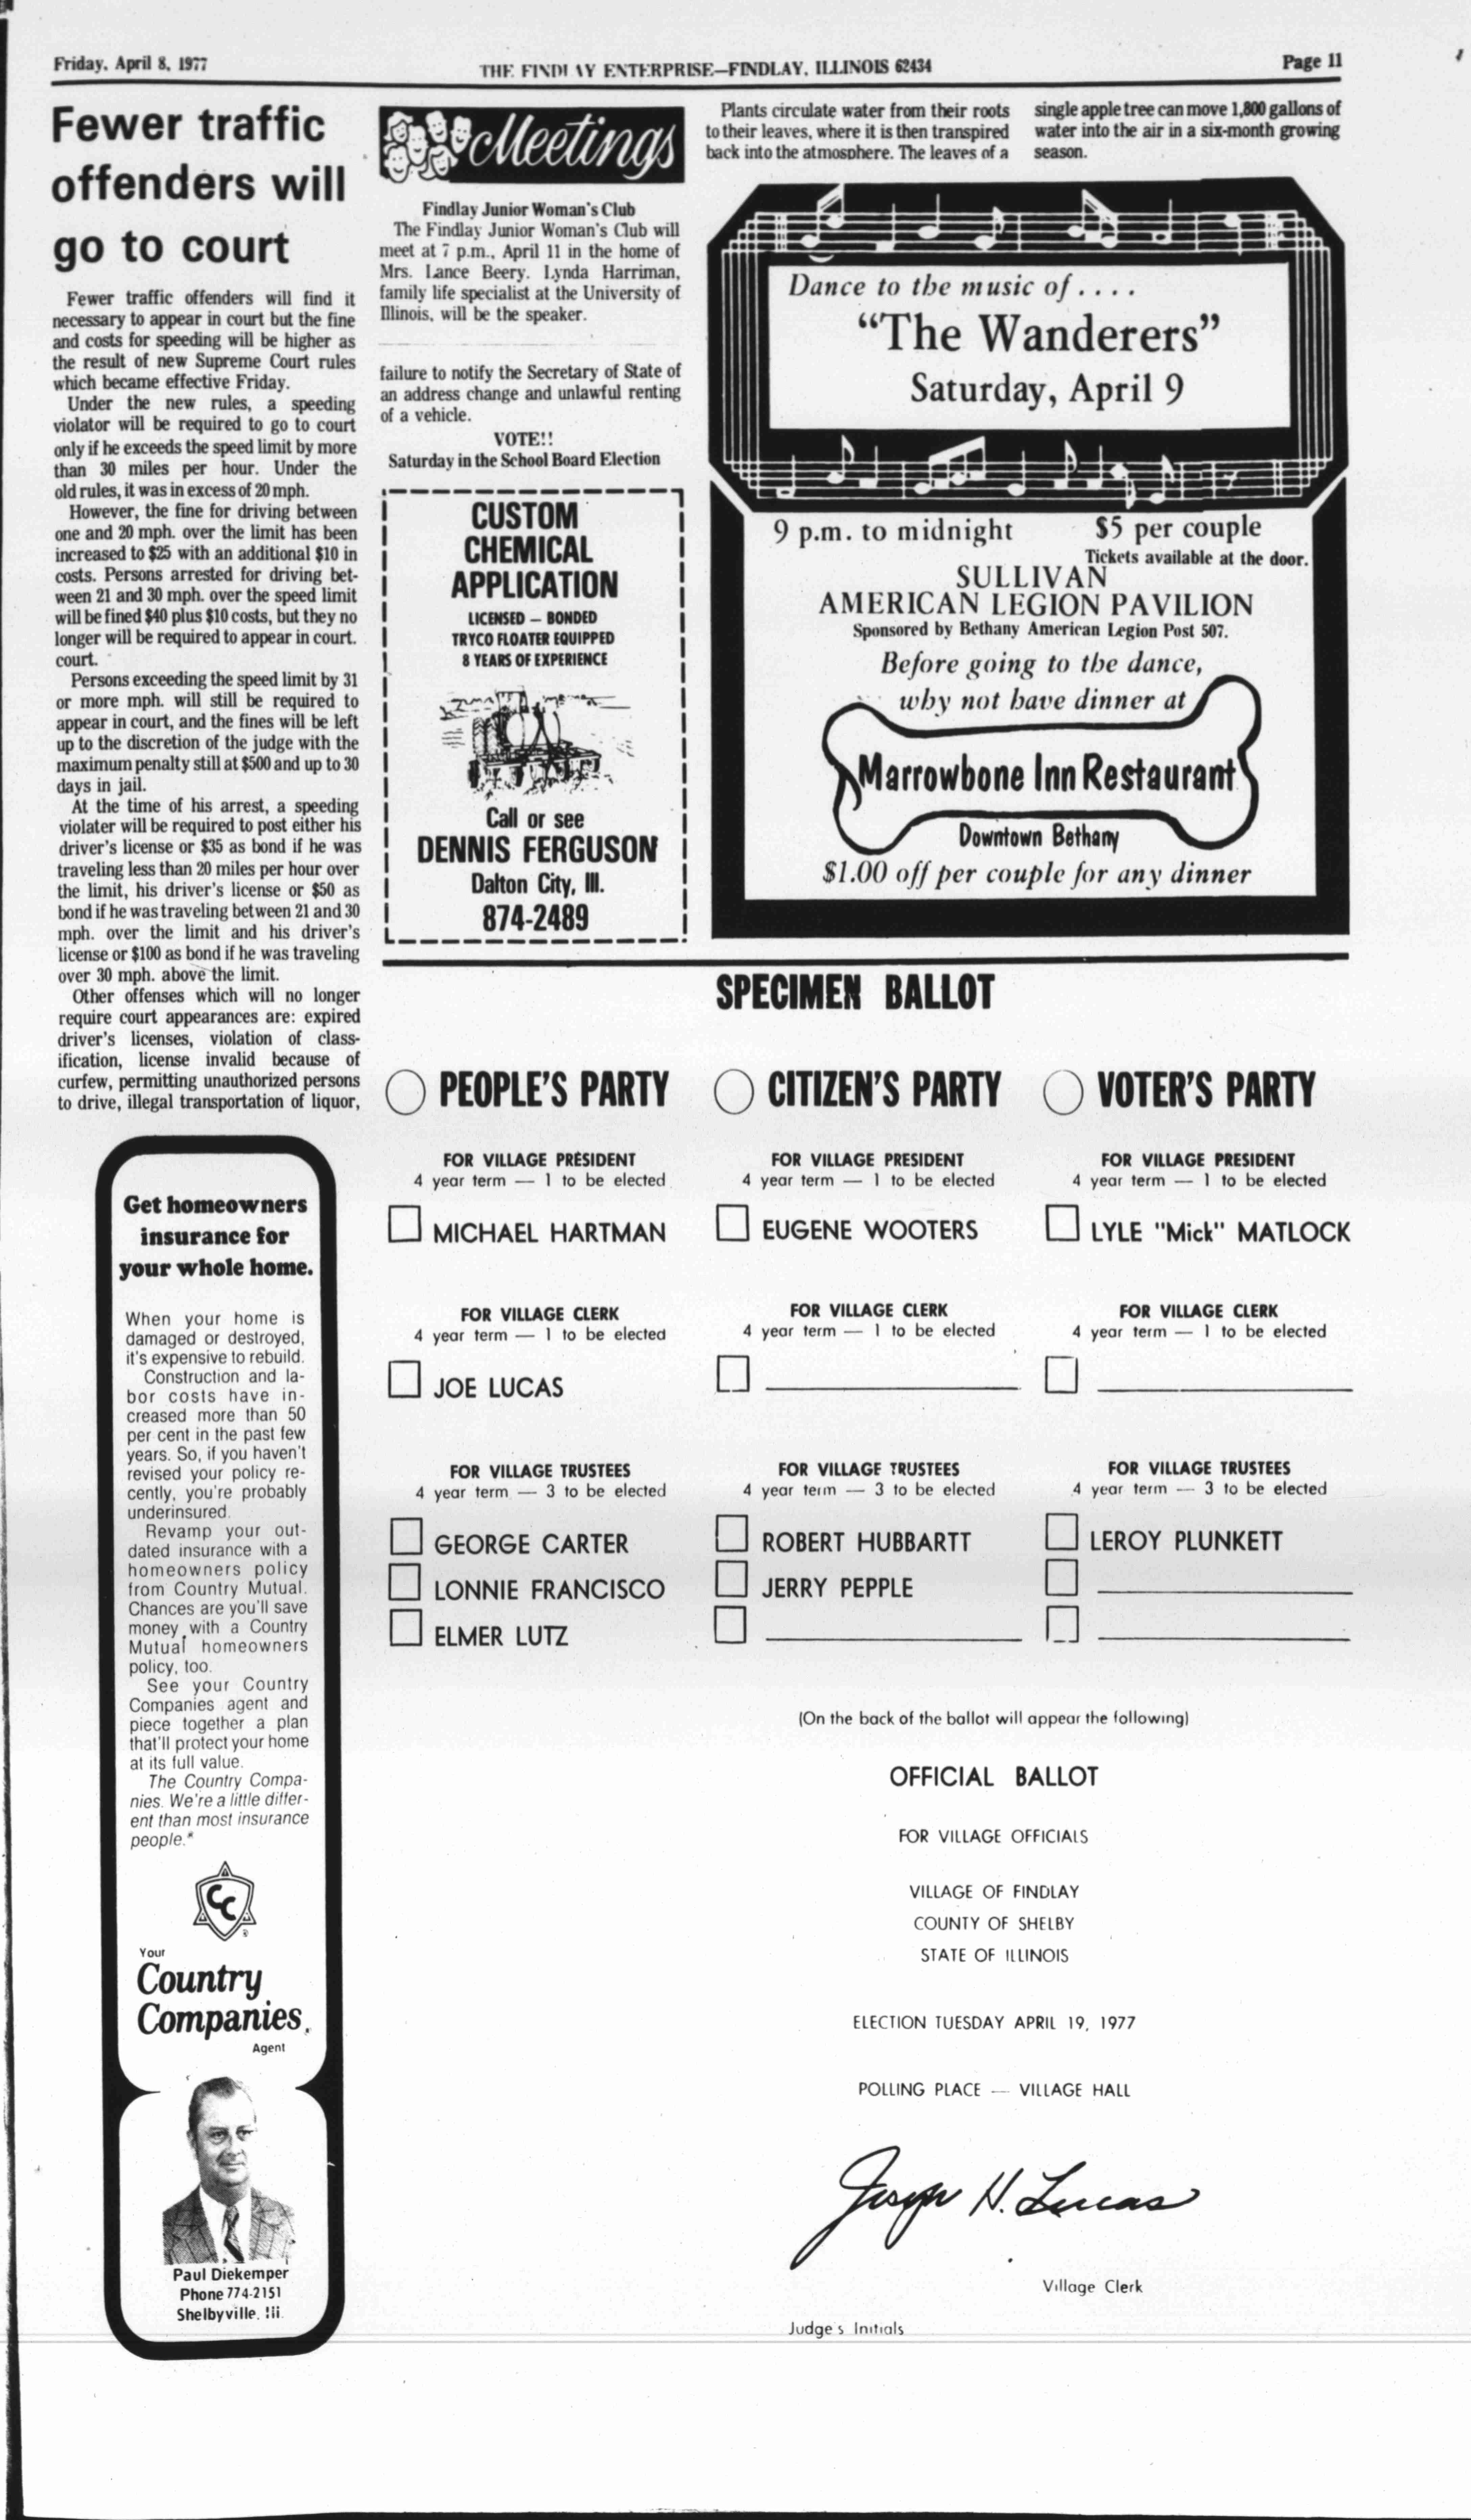 Friday, April 8, 1977
THE FINDLAY ENTERPRISE—FINDLAY, ILLINOIS 62434
Page 11
Fewer traffic
offenders will
go to court
Fewer traffic offenders will find it
necessary to appear in court but the fine
and costs for speeding will be higher as
the result of new Supreme Court rules
which became effective Friday.
Under the new rules, a speeding
violator will be required to go to court
only if he exceeds the speed limit by more
than 30 miles per hour. Under the
old rules, it was in excess of 20 mph.
However, the fine for driving between
one and 20 mph. over the limit has been
increased to $25 with an additional $10 in
costs. Persons arrested for driving bet-
ween 21 and 30 mph. over the speed limit
will be fined $40 plus $10 costs, but they no
longer will be required to appear in court.
court.
Persons exceeding the speed limit by 31
or more mph. will still be required to
appear in court, and the fines will be left
up to the discretion of the judge with the
maximum penalty still at $500 and up to 30
days in jail.
At the time of his arrest, a speeding
violater will be required to post either his
driver's license or $35 as bond if he was
traveling less than 20 miles per hour over
the limit, his driver's license or $50 as
bond if he was traveling between 21 and 30
mph. over the limit and his driver's
license or $100 as bond if he was traveling
over 30 mph. above the limit.
Other offenses which will no longer
require court appearances are: expired
driver's licenses, violation of class-
ification, license invalid because of
curfew, permitting unauthorized persons
to drive, illegal transportation of liquor,
Meetings
Findlay Junior Woman's Club
The Findlay Junior Woman's Club will
meet at 7 p.m., April 11 in the home of
Mrs. Lance Beery. Lynda Harriman,
family life specialist at the University of
Illinois, will be the speaker.
failure to notify the Secretary of State of
an address change and unlawful renting
of a vehicle.
VOTE!!
Saturday in the School Board Election
CUSTOM
CHEMICAL
APPLICATION
LICENSED — BONDED
TRYCO FLOATER EQUIPPED
8 YEARS OF EXPERIENCE
Call or see
DENNIS FERGUSON
Dalton City, Ill.
874-2489
Plants circulate water from their roots
to their leaves, where it is then transpired
back into the atmosphere. The leaves of a
single apple tree can move 1,800 gallons of
water into the air in a six-month growing
season.
Dance to the music of . . . .
"The Wanderers"
Saturday, April 9
9 p.m. to midnight
$5 per couple
Tickets available at the door.
SULLIVAN
AMERICAN LEGION PAVILION
Sponsored by Bethany American Legion Post 507.
Before going to the dance,
why not have dinner at
Marrowbone Inn Restaurant
Downtown Bethany
$1.00 off per couple for any dinner
SPECIMEN BALLOT
PEOPLE'S PARTY
FOR VILLAGE PRESIDENT
4 year term — 1 to be elected
MICHAEL HARTMAN
FOR VILLAGE CLERK
4 year term — 1 to be elected
JOE LUCAS
FOR VILLAGE TRUSTEES
4 year term — 3 to be elected
GEORGE CARTER
LONNIE FRANCISCO
ELMER LUTZ
CITIZEN'S PARTY
FOR VILLAGE PRESIDENT
4 year term — 1 to be elected
EUGENE WOOTERS
FOR VILLAGE CLERK
4 year term — 1 to be elected
FOR VILLAGE TRUSTEES
4 year term — 3 to be elected
ROBERT HUBBARTT
JERRY PEPPLE
VOTER'S PARTY
FOR VILLAGE PRESIDENT
4 year term — 1 to be elected
LYLE "Mick" MATLOCK
FOR VILLAGE CLERK
4 year term — 1 to be elected
FOR VILLAGE TRUSTEES
4 year term — 3 to be elected
LEROY PLUNKETT
(On the back of the ballot will appear the following)
OFFICIAL BALLOT
FOR VILLAGE OFFICIALS
VILLAGE OF FINDLAY
COUNTY OF SHELBY
STATE OF ILLINOIS
ELECTION TUESDAY APRIL 19, 1977
POLLING PLACE — VILLAGE HALL
Joseph H. Lucas
Village Clerk
Judge's Initials
Get homeowners
insurance for
your whole home.
When your home is
damaged or destroyed,
it's expensive to rebuild.
Construction and la-
bor costs have in-
creased more than 50
per cent in the past few
years. So, if you haven't
revised your policy re-
cently, you're probably
underinsured.
Revamp your out-
dated insurance with a
homeowners policy
from Country Mutual.
Chances are you'll save
money with a Country
Mutual homeowners
policy, too.
See your Country
Companies agent and
piece together a plan
that'll protect your home
at its full value.
The Country Compa-
nies. We're a little differ-
ent than most insurance
people.*
CC
®
Your
Country
Companies
Agent
Paul Diekemper
Phone 774-2151
Shelbyville, Ill.